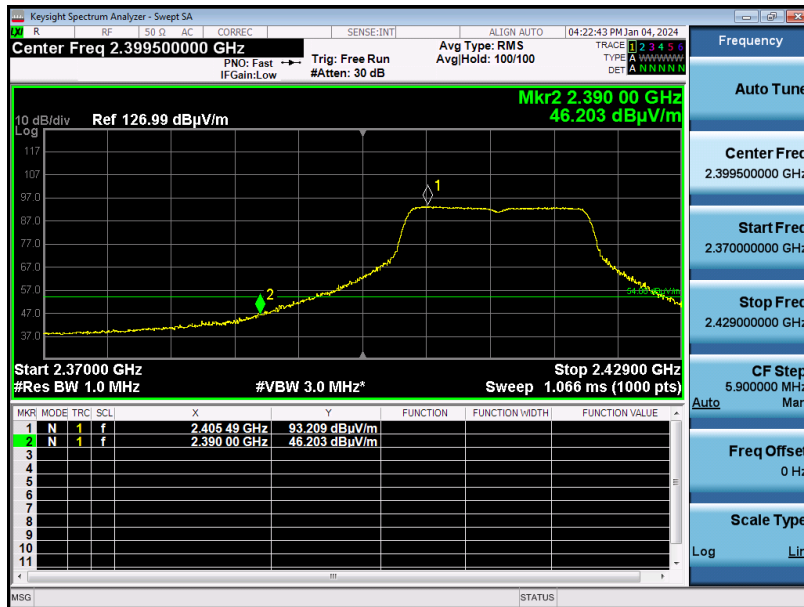 Keysight Spectrum Analyzer - Swept SA
LXI R RF 50 Ω AC CORREC SENSE:INT ALIGN AUTO 04:22:43 PM Jan 04, 2024
Center Freq 2.399500000 GHz
PNO: Fast
IFGain:Low
Trig: Free Run
#Atten: 30 dB
Avg Type: RMS
Avg|Hold: 100/100
TRACE 1 2 3 4 5 6
TYPE A W W W W W
DET A N N N N N
Mkr2 2.390 00 GHz
46.203 dBµV/m
10 dB/div Ref 126.99 dBµV/m
Log
117
107
97.0
87.0
77.0
67.0
57.0
47.0
37.0
1
2
Start 2.37000 GHz Stop 2.42900 GHz
#Res BW 1.0 MHz #VBW 3.0 MHz* Sweep 1.066 ms (1000 pts)
MKR MODE TRC SCL X Y FUNCTION FUNCTION WIDTH FUNCTION VALUE
1 N 1 f 2.405 49 GHz 93.209 dBµV/m
2 N 1 f 2.390 00 GHz 46.203 dBµV/m
3
4
5
6
7
8
9
10
11
MSG STATUS
Frequency
Auto Tune
Center Freq
2.399500000 GHz
Start Freq
2.370000000 GHz
Stop Freq
2.429000000 GHz
CF Step
5.900000 MHz
Auto Man
Freq Offset
0 Hz
Scale Type
Log Lin